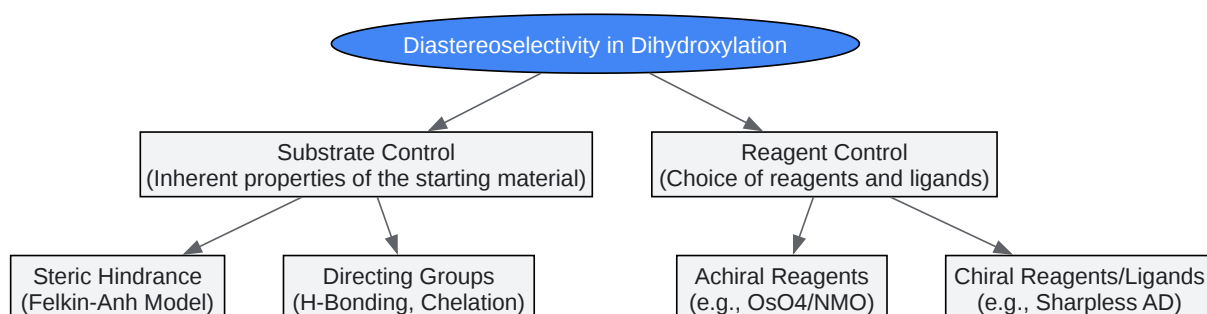 Diastereoselectivity in Dihydroxylation
Substrate Control
(Inherent properties of the starting material)
Reagent Control
(Choice of reagents and ligands)
Steric Hindrance
(Felkin-Anh Model)
Directing Groups
(H-Bonding, Chelation)
Achiral Reagents
(e.g., OsO4/NMO)
Chiral Reagents/Ligands
(e.g., Sharpless AD)